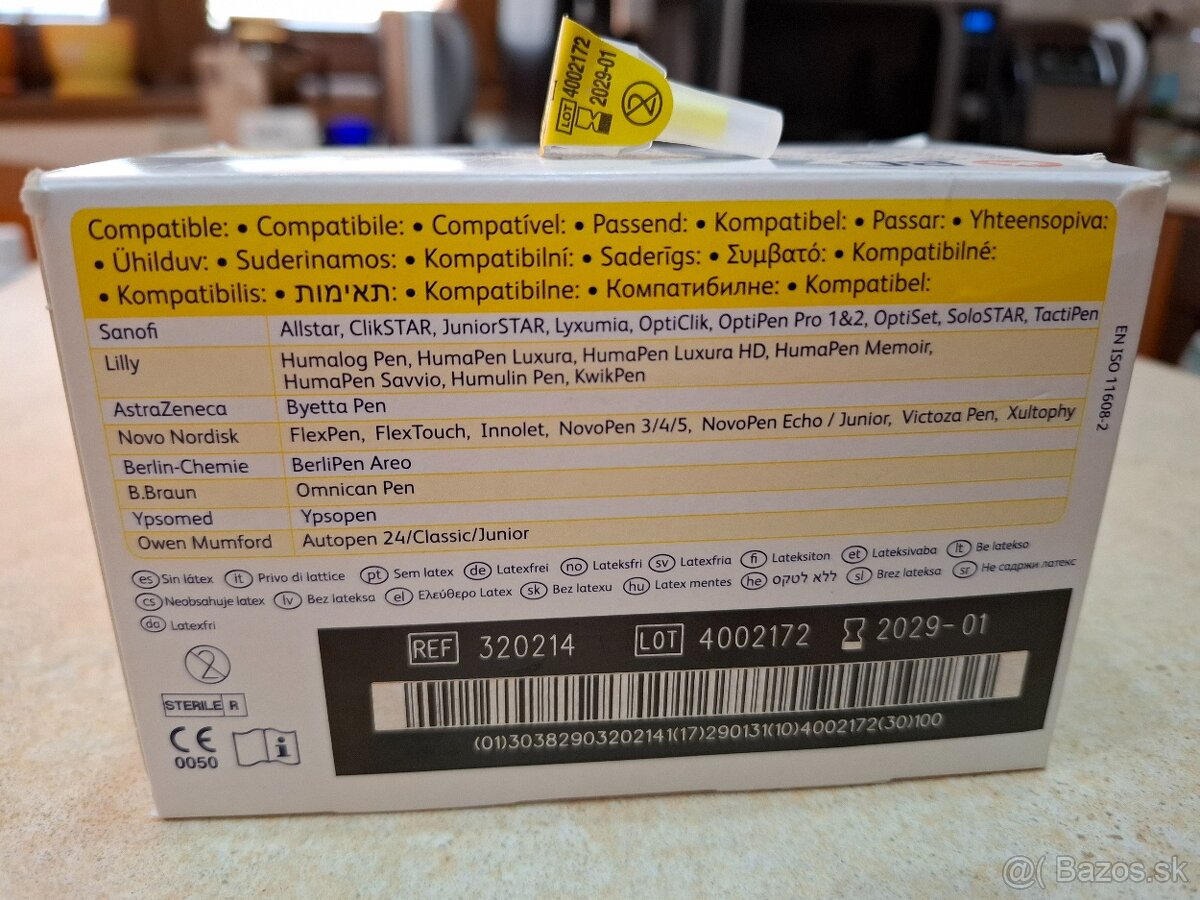 LOT 4002172
2029-01
Compatible: • Compatibile: • Compatível: • Passend: • Kompatibel: • Passar: • Yhteensopiva:
• Ühilduv: • Suderinamos: • Kompatibilní: • Saderīgs: • Συμβατό: • Kompatibilné:
• Kompatibilis: • תאימות: • Kompatibilne: • Компатибилне: • Kompatibel:
Sanofi Allstar, ClikSTAR, JuniorSTAR, Lyxumia, OptiClik, OptiPen Pro 1&2, OptiSet, SoloSTAR, TactiPen
Lilly Humalog Pen, HumaPen Luxura, HumaPen Luxura HD, HumaPen Memoir,
HumaPen Savvio, Humulin Pen, KwikPen
AstraZeneca Byetta Pen
Novo Nordisk FlexPen, FlexTouch, Innolet, NovoPen 3/4/5, NovoPen Echo / Junior, Victoza Pen, Xultophy
Berlin-Chemie BerliPen Areo
B.Braun Omnican Pen
Ypsomed Ypsopen
Owen Mumford Autopen 24/Classic/Junior
EN ISO 11608-2
es Sin látex it Privo di lattice pt Sem latex de Latexfrei no Lateksfri sv Latexfria fi Lateksiton et Lateksivaba lt Be latekso
cs Neobsahuje latex lv Bez lateksa el Ελεύθερο Latex sk Bez latexu hu Latex mentes he ללא לטקס sl Brez lateksa sr Не садржи латекс
da Latexfri
2
REF 320214 LOT 4002172 2029-01
STERILE R
CE
0050
i
(01)30382903202141(17)290131(10)4002172(30)100
@( Bazos.sk